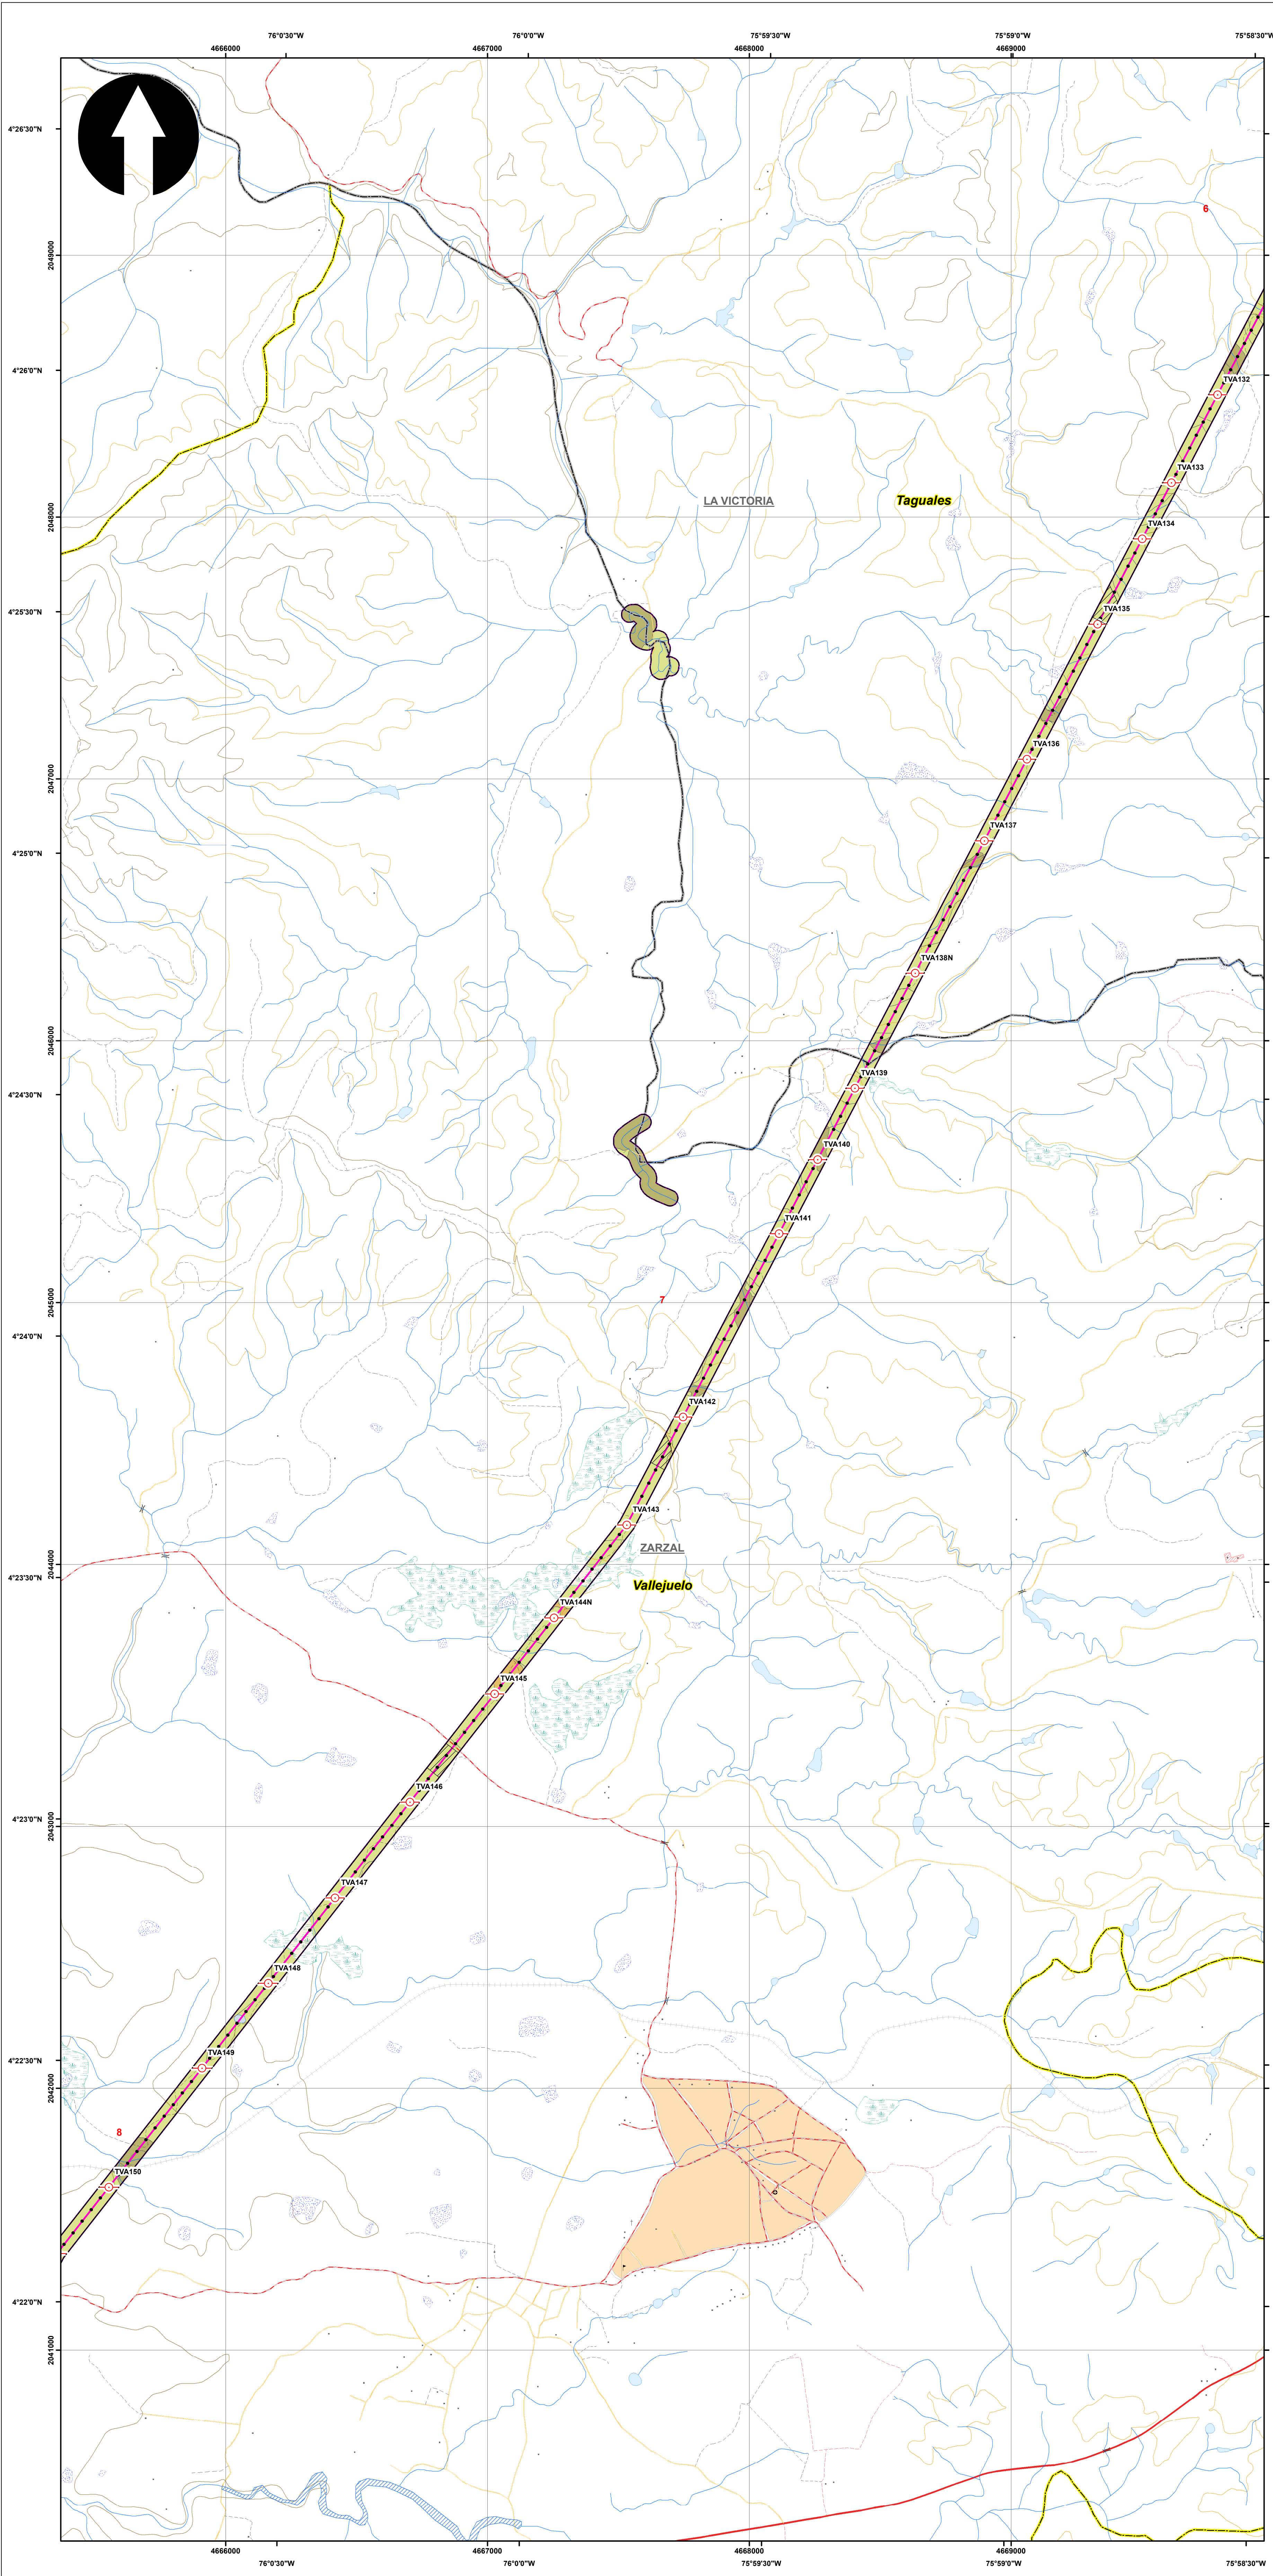 76°0'30"W 76°0'0"W 75°59'30"W 75°59'0"W 75°58'30"W
4666000 4667000 4668000 4669000
4°26'30"N
6
2049000
4°26'0"N
TVA132
TVA133
LA VICTORIA Taguales
2048000
TVA134
4°25'30"N
TVA135
TVA136
2047000
TVA137
4°25'0"N
TVA138N
2046000
TVA139
4°24'30"N
TVA140
TVA141
7
2045000
4°24'0"N
TVA142
TVA143
ZARZAL
2044000
4°23'30"N
Vallejuelo
TVA144N
TVA145
TVA146
4°23'0"N
2043000
TVA147
TVA148
TVA149
4°22'30"N
2042000
8
TVA150
4°22'0"N
2041000
4666000 4667000 4668000 4669000
76°0'30"W 76°0'0"W 75°59'30"W 75°59'0"W 75°58'30"W